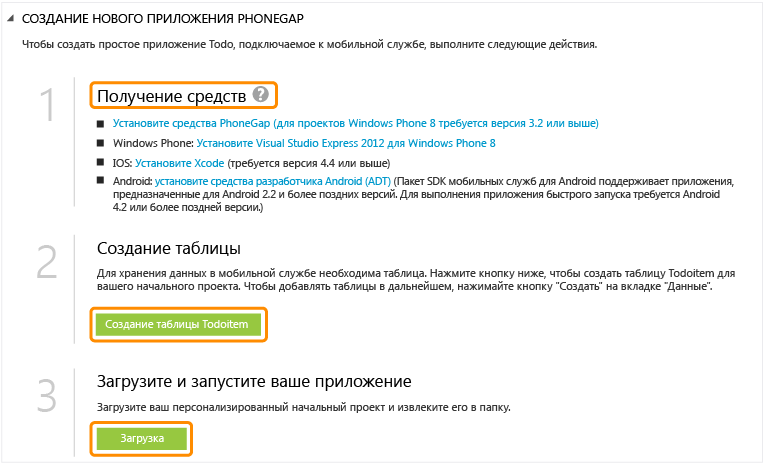 СОЗДАНИЕ НОВОГО ПРИЛОЖЕНИЯ PHONEGAP
Чтобы создать простое приложение Todo, подключаемое к мобильной службе, выполните следующие действия.
1
Получение средств ?
Установите средства PhoneGap (для проектов Windows Phone 8 требуется версия 3.2 или выше)
Windows Phone: Установите Visual Studio Express 2012 для Windows Phone 8
IOS: Установите Xcode (требуется версия 4.4 или выше)
Android: установите средства разработчика Android (ADT) (Пакет SDK мобильных служб для Android поддерживает приложения,
предназначенные для Android 2.2 и более поздних версий. Для выполнения приложения быстрого запуска требуется Android
4.2 или более поздней версии.)
2
Создание таблицы
Для хранения данных в мобильной службе необходима таблица. Нажмите кнопку ниже, чтобы создать таблицу Todoitem для
вашего начального проекта. Чтобы добавлять таблицы в дальнейшем, нажимайте кнопку "Создать" на вкладке "Данные".
Создание таблицы Todoitem
3
Загрузите и запустите ваше приложение
Загрузите ваш персонализированный начальный проект и извлеките его в папку.
Загрузка